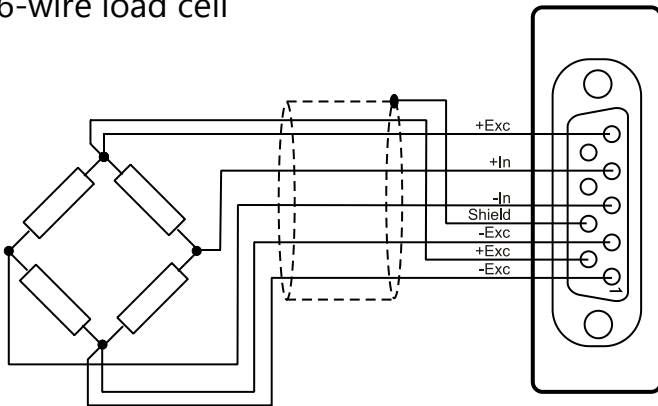 6-wire load cell
+Exc
+In
-In
Shield
-Exc
+Exc
-Exc
1